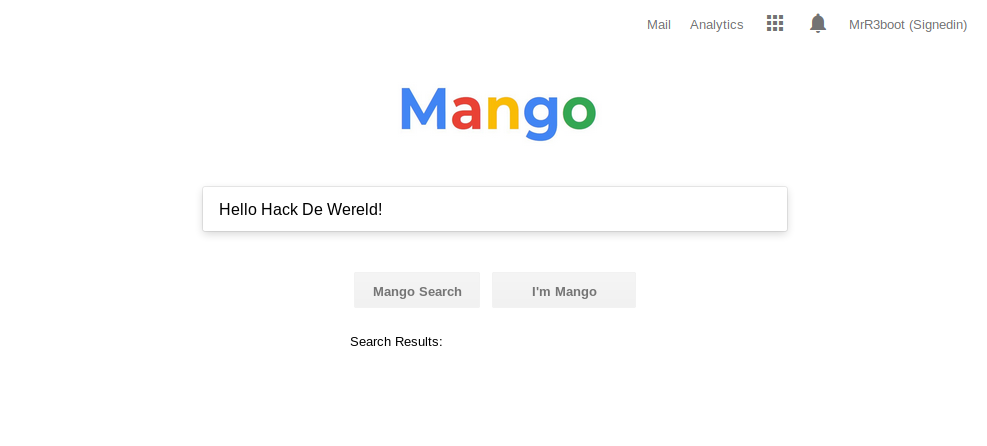 Mail Analytics MrR3boot (Signedin)
Mango
Hello Hack De Wereld!
Mango Search I'm Mango
Search Results: